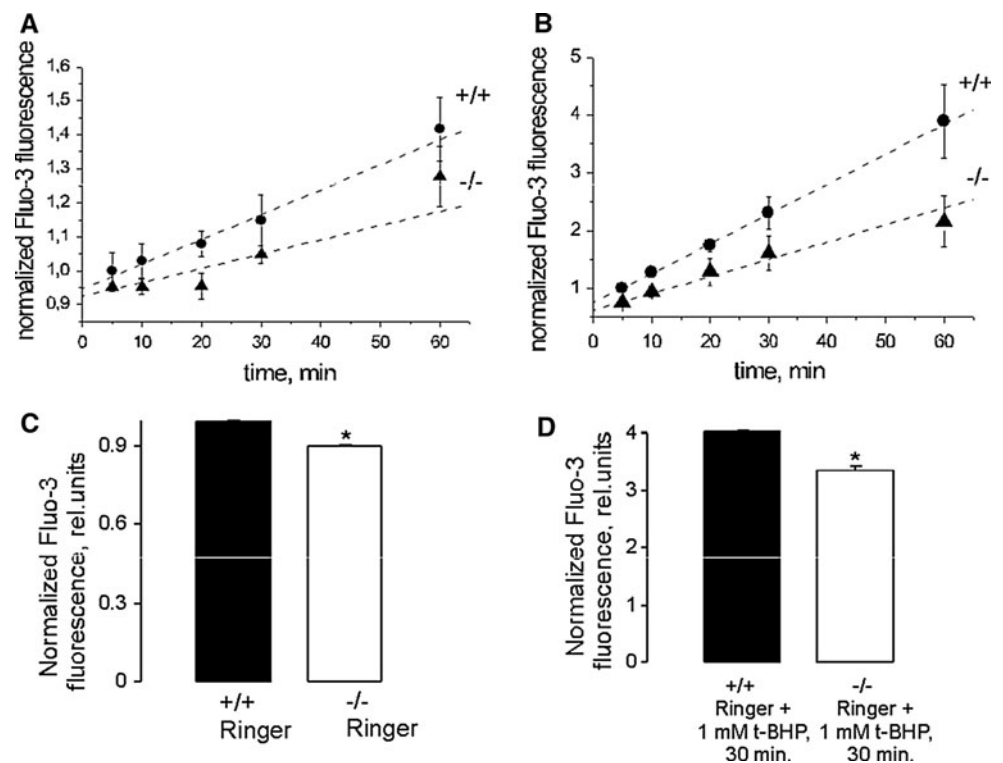 A
normalized Fluo-3 fluorescence
1,6
1,5
1,4
1,3
1,2
1,1
1,0
0,9
+/+
-/-
0 10 20 30 40 50 60
time, min
B
normalized Fluo-3 fluorescence
5
4
3
2
1
+/+
-/-
0 10 20 30 40 50 60
time, min
C
Normalized Fluo-3
fluorescence, rel.units
0.9
0.6
0.3
0
*
+/+ -/-
Ringer Ringer
D
Normalized Fluo-3
fluorescence, rel.units
4
3
2
1
0
*
+/+ -/-
Ringer + Ringer +
1 mM t-BHP, 1 mM t-BHP,
30 min. 30 min.